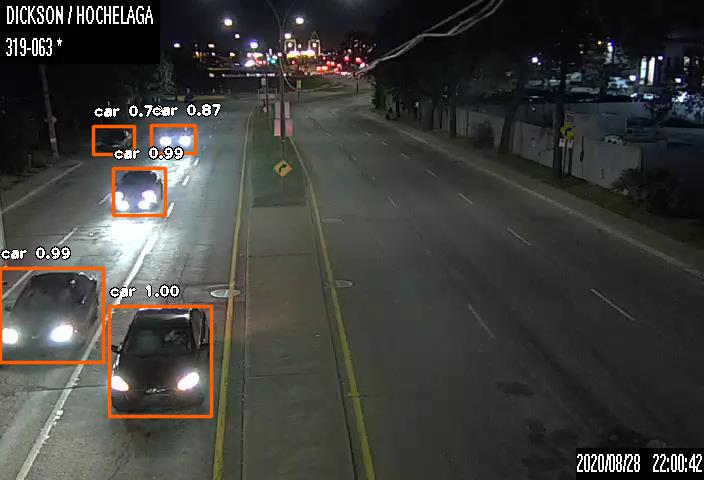 DICKSON / HOCHELAGA
319-063 *
car 0.7
car 0.87
car 0.99
car 0.99
car 1.00
2020/08/28 22:00:42